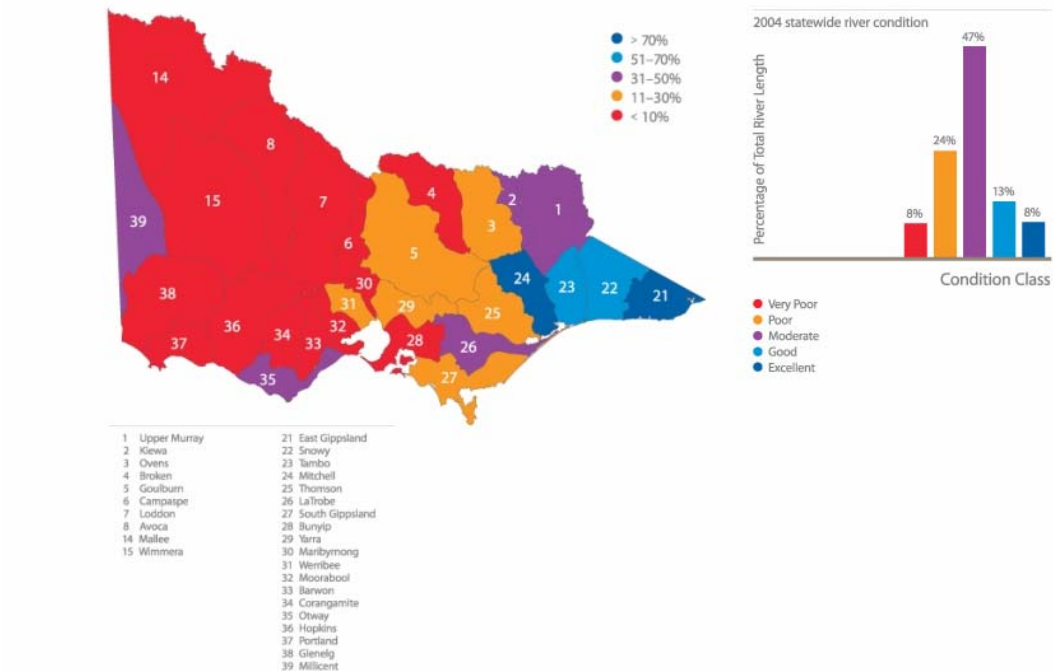 14
8
15
7
39
6
4
2
1
3
5
24
23
22
21
38
30
31
29
25
36
34
32
33
28
26
37
35
27
> 70%
51–70%
31–50%
11–30%
< 10%
2004 statewide river condition
Percentage of Total River Length
8%
24%
47%
13%
8%
Condition Class
Very Poor
Poor
Moderate
Good
Excellent
1 Upper Murray
2 Kiewa
3 Ovens
4 Broken
5 Goulburn
6 Campaspe
7 Loddon
8 Avoca
14 Mallee
15 Wimmera
21 East Gippsland
22 Snowy
23 Tambo
24 Mitchell
25 Thomson
26 LaTrobe
27 South Gippsland
28 Bunyip
29 Yarra
30 Maribyrnong
31 Werribee
32 Moorabool
33 Barwon
34 Corangamite
35 Otway
36 Hopkins
37 Portland
38 Glenelg
39 Millicent